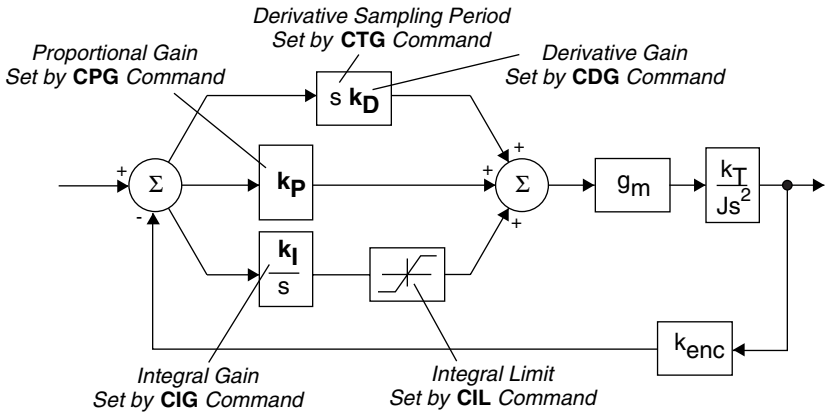 Derivative Sampling Period
Set by CTG Command
Proportional Gain
Set by CPG Command
Derivative Gain
Set by CDG Command
s kD
+
+
Σ
-
kP
+
Σ
+
gm
kT
Js2
kI
s
kenc
Integral Gain
Set by CIG Command
Integral Limit
Set by CIL Command